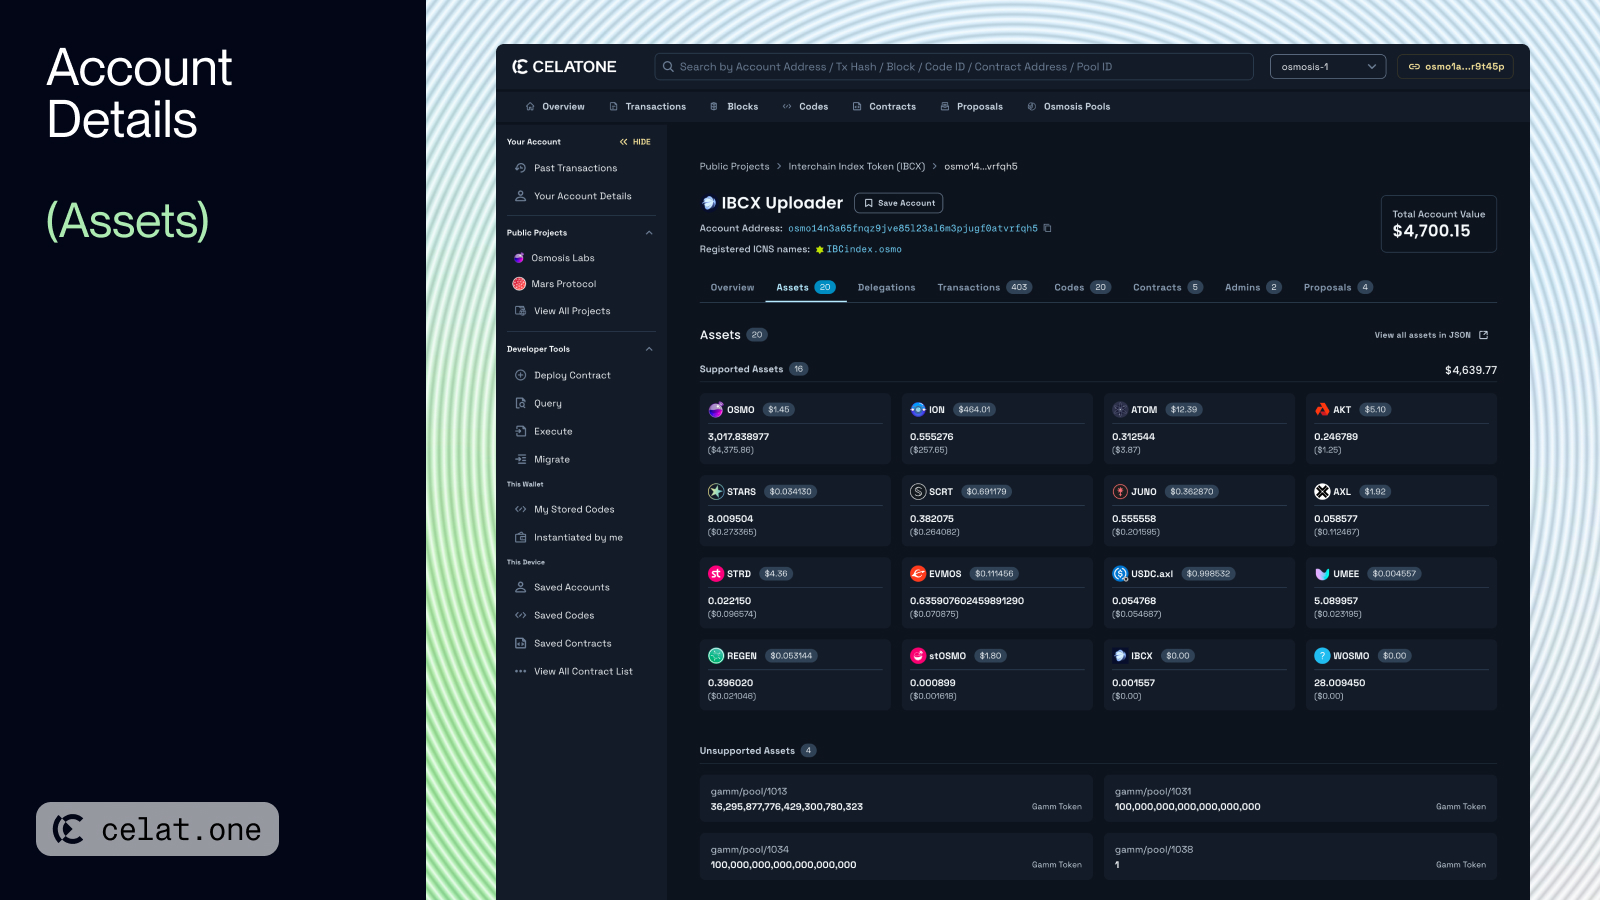 Account
Details
(Assets)
celat.one
CELATONE
Search by Account Address / Tx Hash / Block / Code ID / Contract Address / Pool ID
osmosis-1
osmo1a...r9t45p
Overview Transactions Blocks Codes Contracts Proposals Osmosis Pools
Your Account HIDE
Past Transactions
Your Account Details
Public Projects
Osmosis Labs
Mars Protocol
View All Projects
Developer Tools
Deploy Contract
Query
Execute
Migrate
This Wallet
My Stored Codes
Instantiated by me
This Device
Saved Accounts
Saved Codes
Saved Contracts
View All Contract List
Public Projects > Interchain Index Token (IBCX) > osmo14...vrfqh5
IBCX Uploader Save Account
Account Address: osmo14n3a65fnqz9jve85l23al6m3pjugf0atvrfqh5
Registered ICNS names: IBCindex.osmo
Total Account Value
$4,700.15
Overview Assets 20 Delegations Transactions 403 Codes 20 Contracts 5 Admins 2 Proposals 4
Assets 20 View all assets in JSON
Supported Assets 16 $4,639.77
OSMO $1.45
3,017.838977
($4,375.86)
ION $464.01
0.555276
($257.65)
ATOM $12.39
0.312544
($3.87)
AKT $5.10
0.246789
($1.25)
STARS $0.034130
8.009504
($0.273365)
SCRT $0.691179
0.382075
($0.264082)
JUNO $0.362870
0.555558
($0.201595)
AXL $1.92
0.058577
($0.112467)
STRD $4.36
0.022150
($0.096574)
EVMOS $0.111456
0.635907602459891290
($0.070875)
USDC.axl $0.998532
0.054768
($0.054687)
UMEE $0.004557
5.089957
($0.023195)
REGEN $0.053144
0.396020
($0.021046)
stOSMO $1.80
0.000899
($0.001618)
IBCX $0.00
0.001557
($0.00)
WOSMO $0.00
28.009450
($0.00)
Unsupported Assets 4
gamm/pool/1013
36,295,877,776,429,300,780,323 Gamm Token
gamm/pool/1031
100,000,000,000,000,000,000 Gamm Token
gamm/pool/1034
100,000,000,000,000,000,000 Gamm Token
gamm/pool/1038
1 Gamm Token